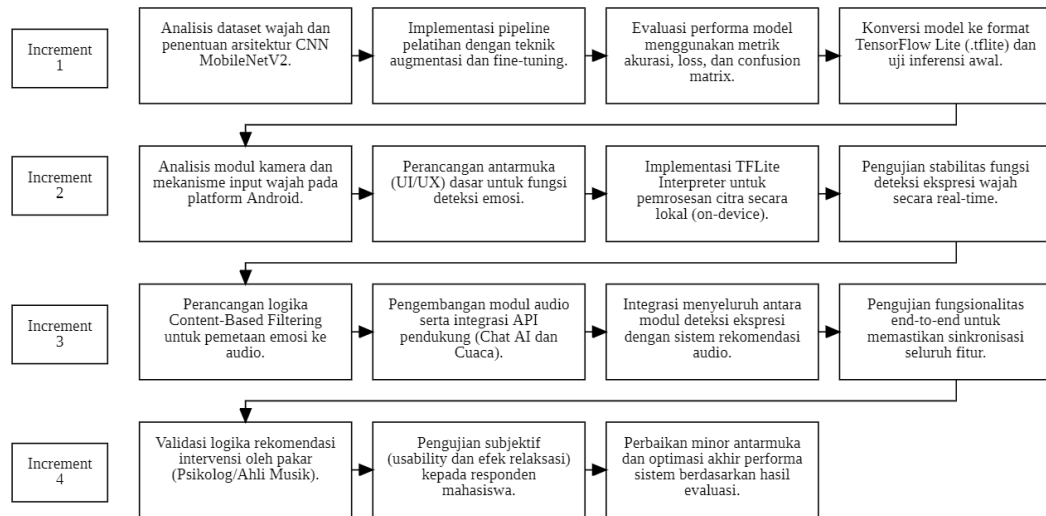 Increment
1
Analisis dataset wajah dan
penentuan arsitektur CNN
MobileNetV2.
Implementasi pipeline
pelatihan dengan teknik
augmentasi dan fine-tuning.
Evaluasi performa model
menggunakan metrik
akurasi, loss, dan confusion
matrix.
Konversi model ke format
TensorFlow Lite (.tflite) dan
uji inferensi awal.
Increment
2
Analisis modul kamera dan
mekanisme input wajah pada
platform Android.
Perancangan antarmuka
(UI/UX) dasar untuk fungsi
deteksi emosi.
Implementasi TFLite
Interpreter untuk
pemrosesan citra secara
lokal (on-device).
Pengujian stabilitas fungsi
deteksi ekspresi wajah
secara real-time.
Increment
3
Perancangan logika
Content-Based Filtering
untuk pemetaan emosi ke
audio.
Pengembangan modul audio
serta integrasi API
pendukung (Chat AI dan
Cuaca).
Integrasi menyeluruh antara
modul deteksi ekspresi
dengan sistem rekomendasi
audio.
Pengujian fungsionalitas
end-to-end untuk
memastikan sinkronisasi
seluruh fitur.
Increment
4
Validasi logika rekomendasi
intervensi oleh pakar
(Psikolog/Ahli Musik).
Pengujian subjektif
(usability dan efek relaksasi)
kepada responden
mahasiswa.
Perbaikan minor antarmuka
dan optimasi akhir performa
sistem berdasarkan hasil
evaluasi.